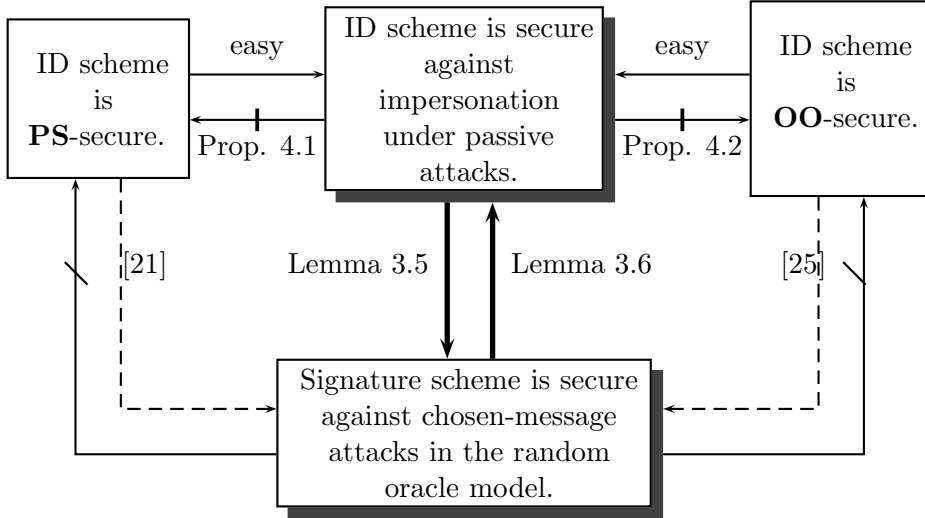 ID scheme
is
PS-secure.
easy
Prop. 4.1
ID scheme is secure
against
impersonation
under passive
attacks.
easy
Prop. 4.2
ID scheme
is
OO-secure.
[21]
Lemma 3.5
Lemma 3.6
[25]
Signature scheme is secure
against chosen-message
attacks in the random
oracle model.